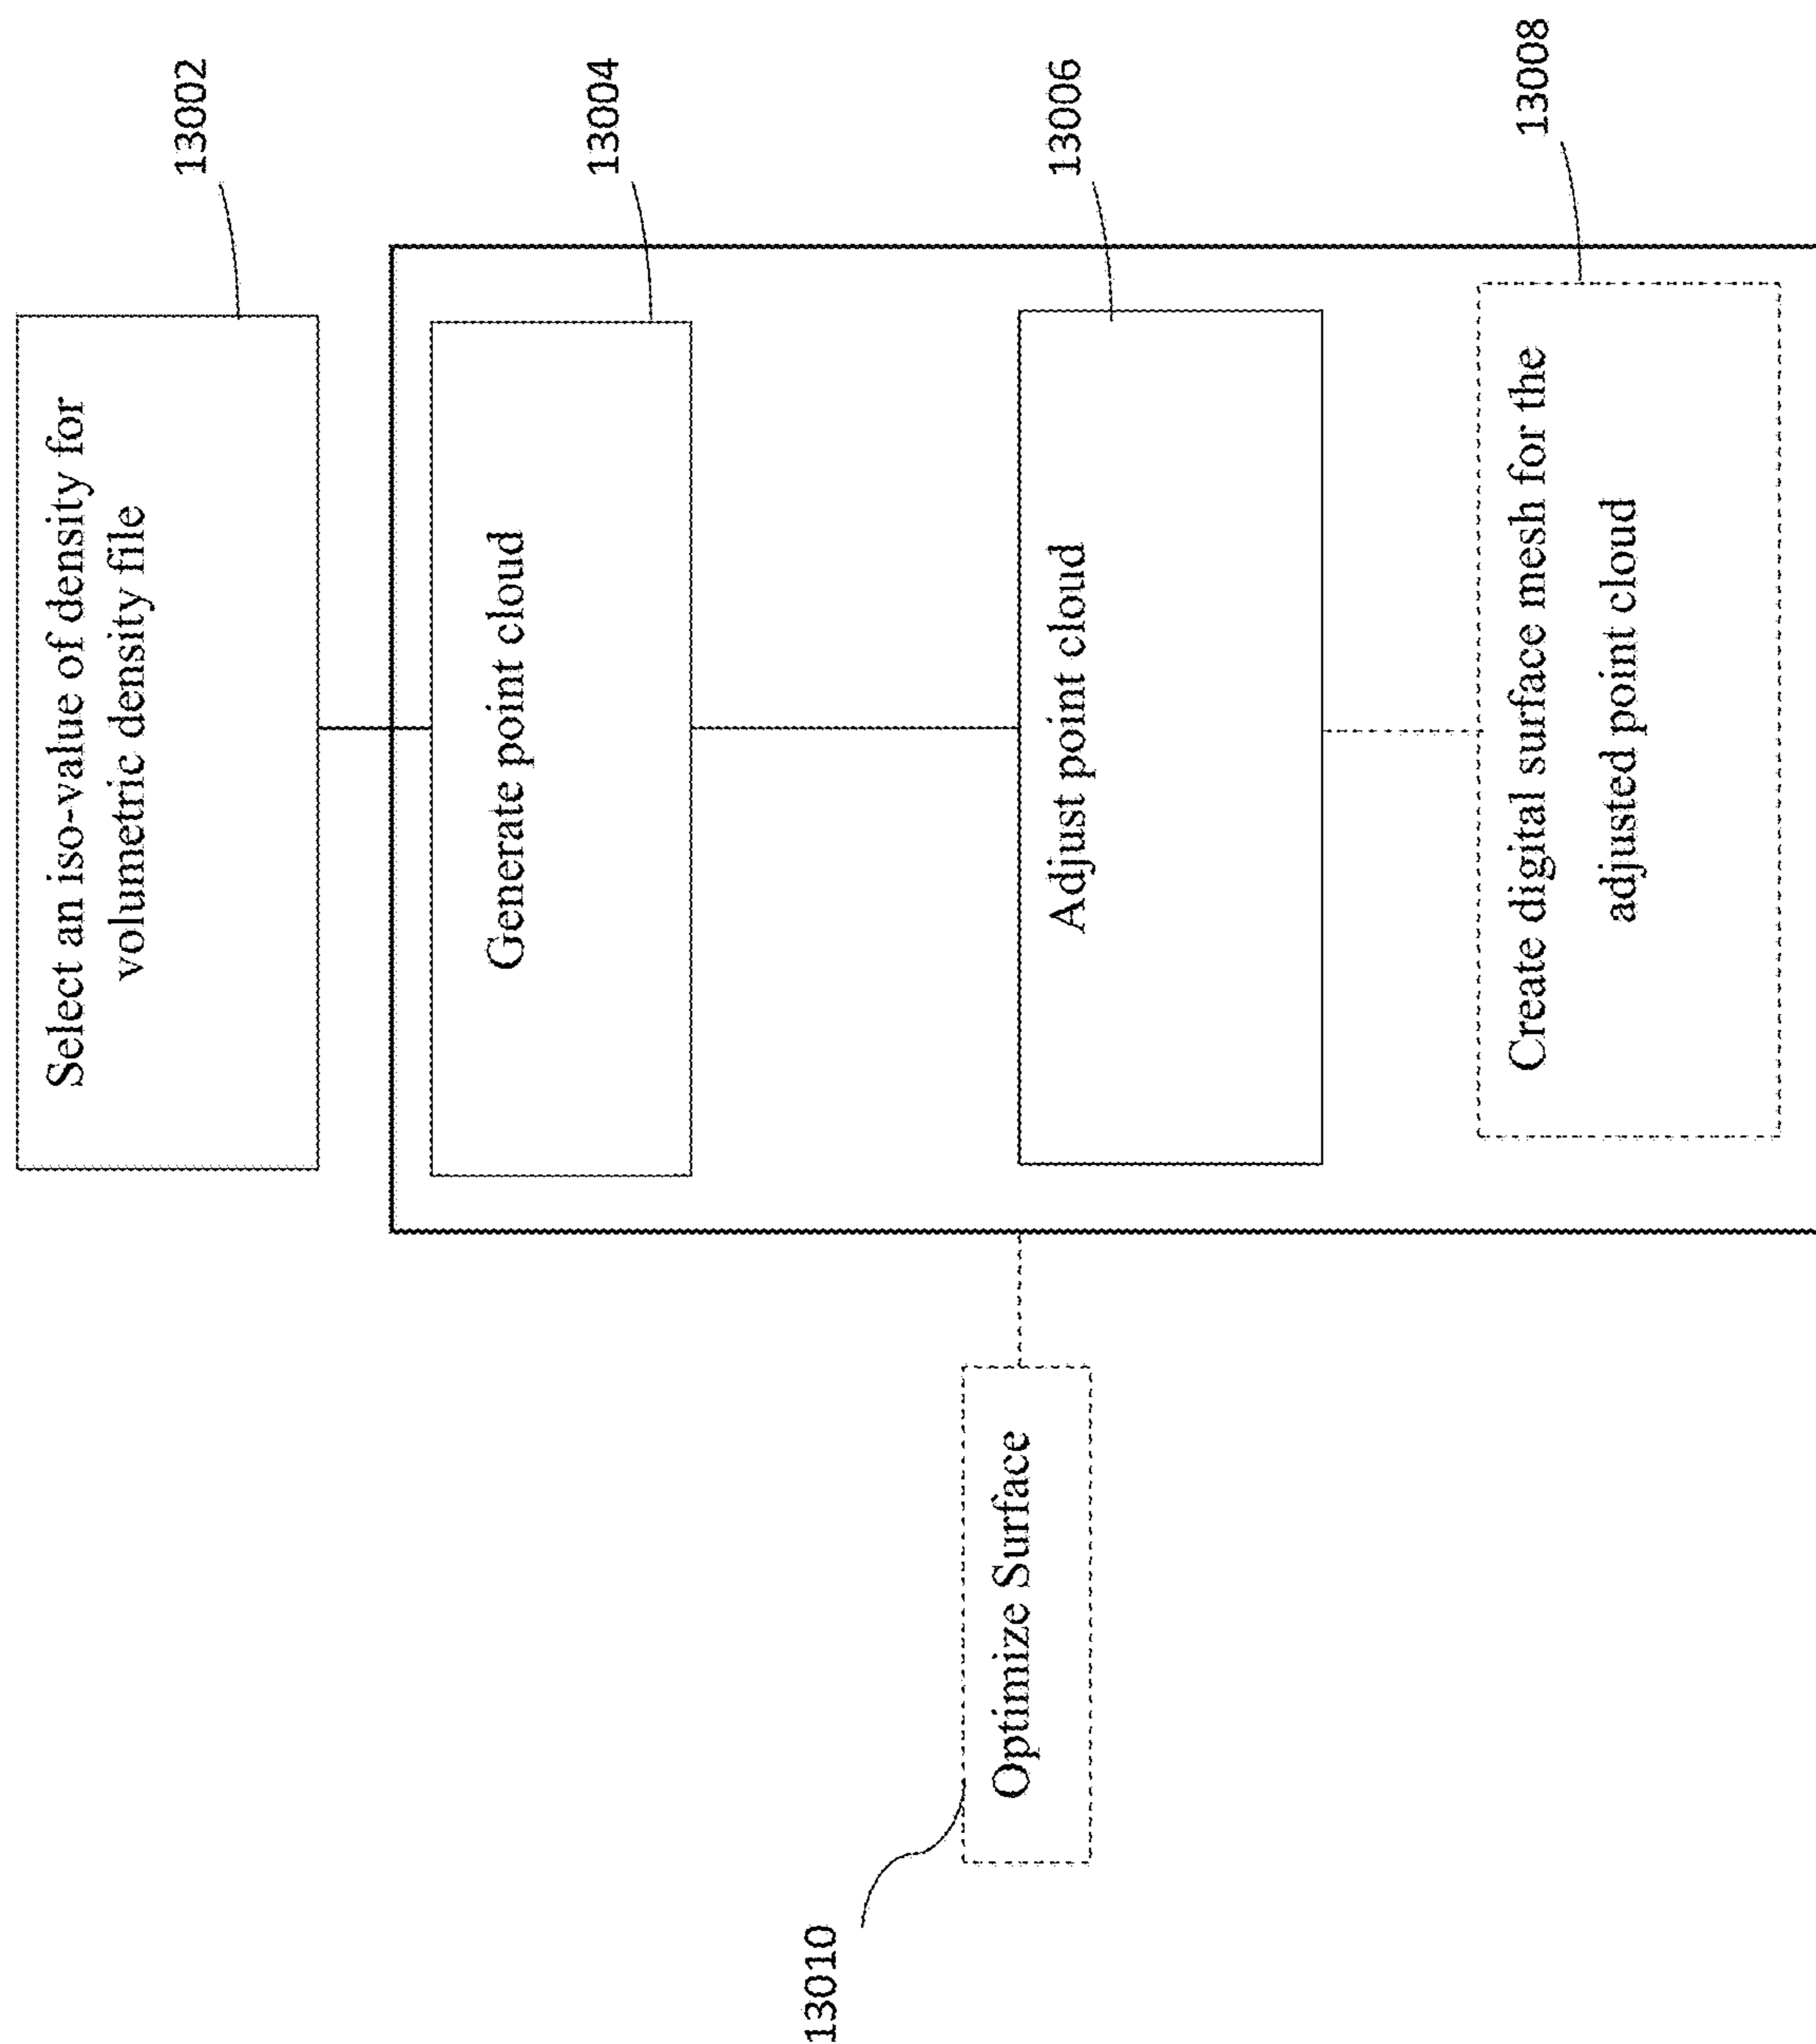 Select an iso-value of density for
volumetric density file
13002
Generate point cloud
13004
Adjust point cloud
13006
Create digital surface mesh for the
adjusted point cloud
13008
Optimize Surface
13010